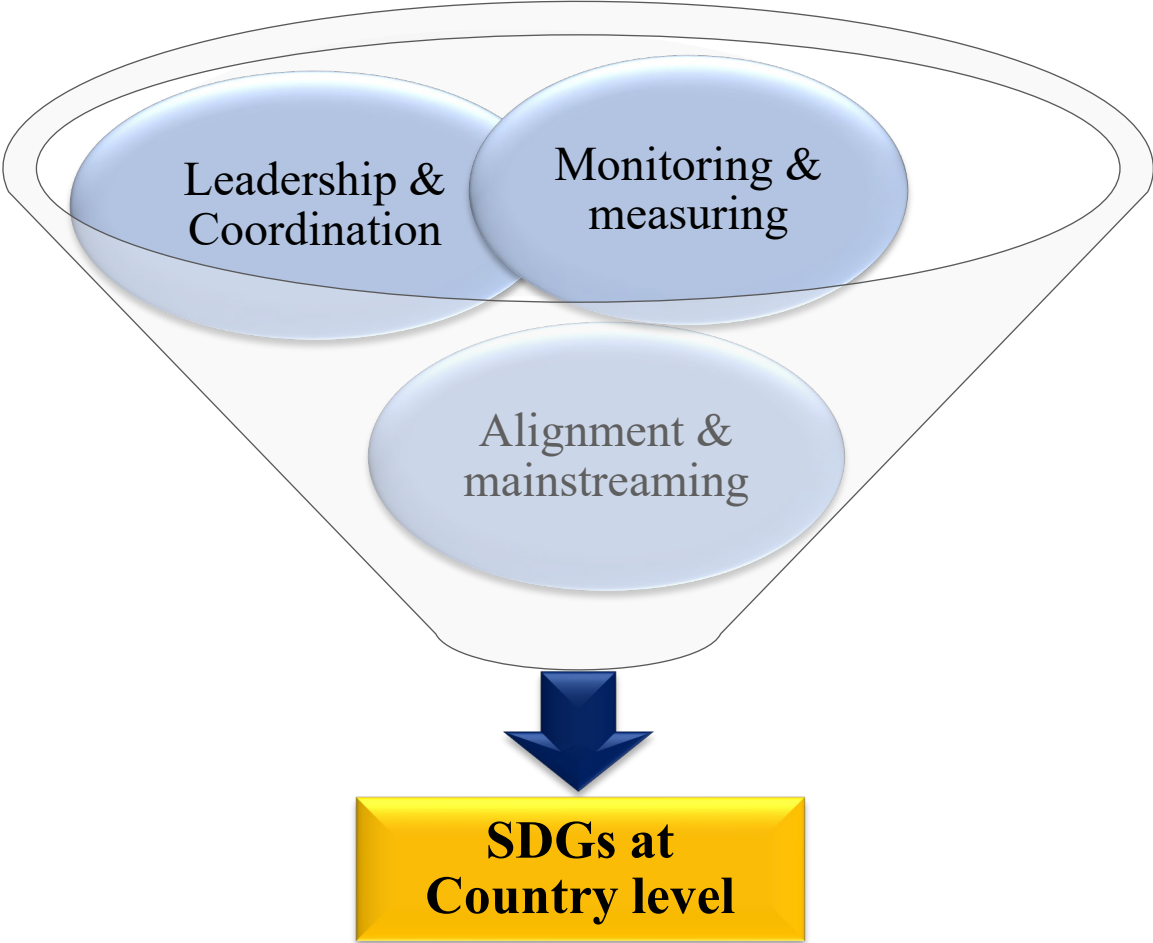 Leadership &
Coordination
Monitoring &
measuring
Alignment &
mainstreaming
SDGs at
Country level